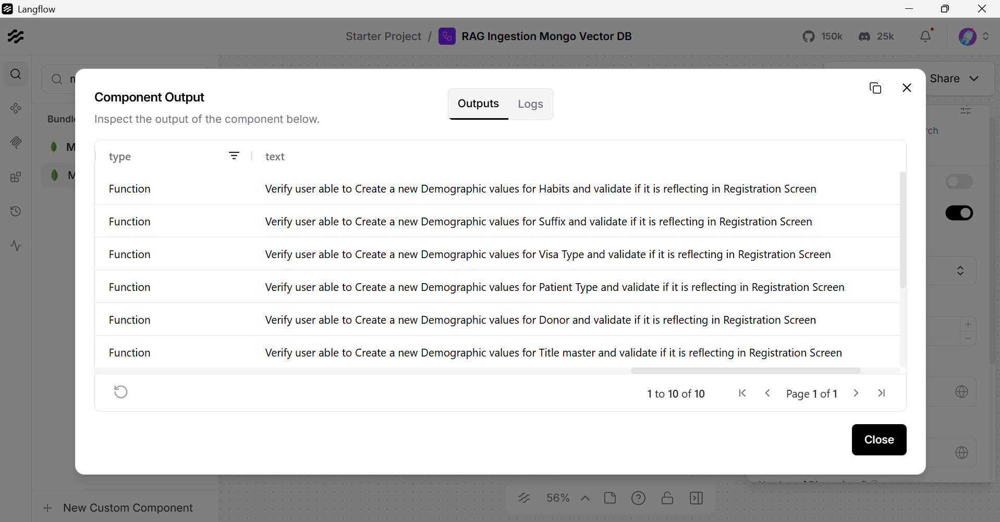 Langflow
Starter Project / RAG Ingestion Mongo Vector DB
150k
25k
Share
Component Output
Outputs
Logs
Inspect the output of the component below.
type
text
Function
Verify user able to Create a new Demographic values for Habits and validate if it is reflecting in Registration Screen
Function
Verify user able to Create a new Demographic values for Suffix and validate if it is reflecting in Registration Screen
Function
Verify user able to Create a new Demographic values for Visa Type and validate if it is reflecting in Registration Screen
Function
Verify user able to Create a new Demographic values for Patient Type and validate if it is reflecting in Registration Screen
Function
Verify user able to Create a new Demographic values for Donor and validate if it is reflecting in Registration Screen
Function
Verify user able to Create a new Demographic values for Title master and validate if it is reflecting in Registration Screen
1 to 10 of 10
Page 1 of 1
Close
56%
New Custom Component